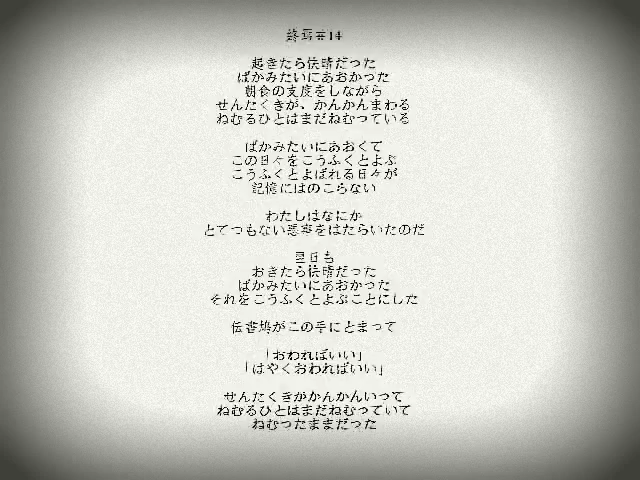 終焉#14
起きたら快晴だった
ばかみたいにあおかった
朝食の支度をしながら
せんたくきが、かんかんまわる
ねむるひとはまだねむっている
ばかみたいにあおくて
この日々をこうふくとよぶ
こうふくとよばれる日々が
記憶にはのこらない
わたしはなにか
とてつもない悪事をはたらいたのだ
翌日も
おきたら快晴だった
ばかみたいにあおかった
それをこうふくとよぶことにした
伝書鳩がこの手にとまって
「おわればいい」
「はやくおわればいい」
せんたくきがかんかんいって
ねむるひとはまだねむっていて
ねむったままだった